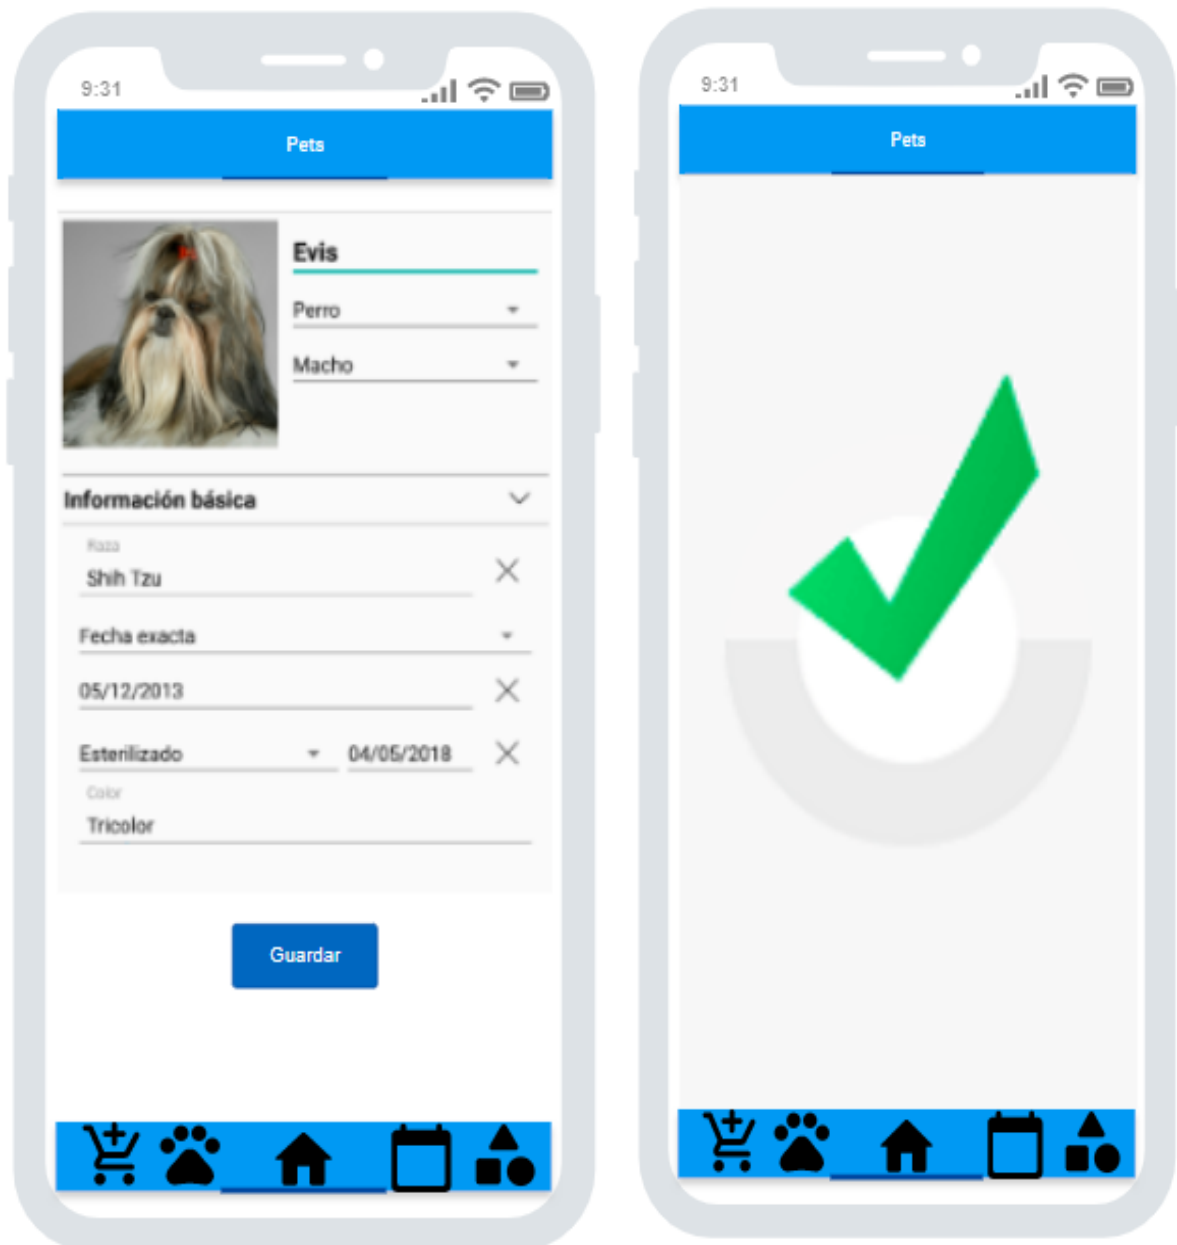 9:31
Pets
Evis
Perro
Macho
Información básica
Raza
Shih Tzu
Fecha exacta
05/12/2013
Esterilizado 04/05/2018
Color
Tricolor
Guardar
9:31
Pets